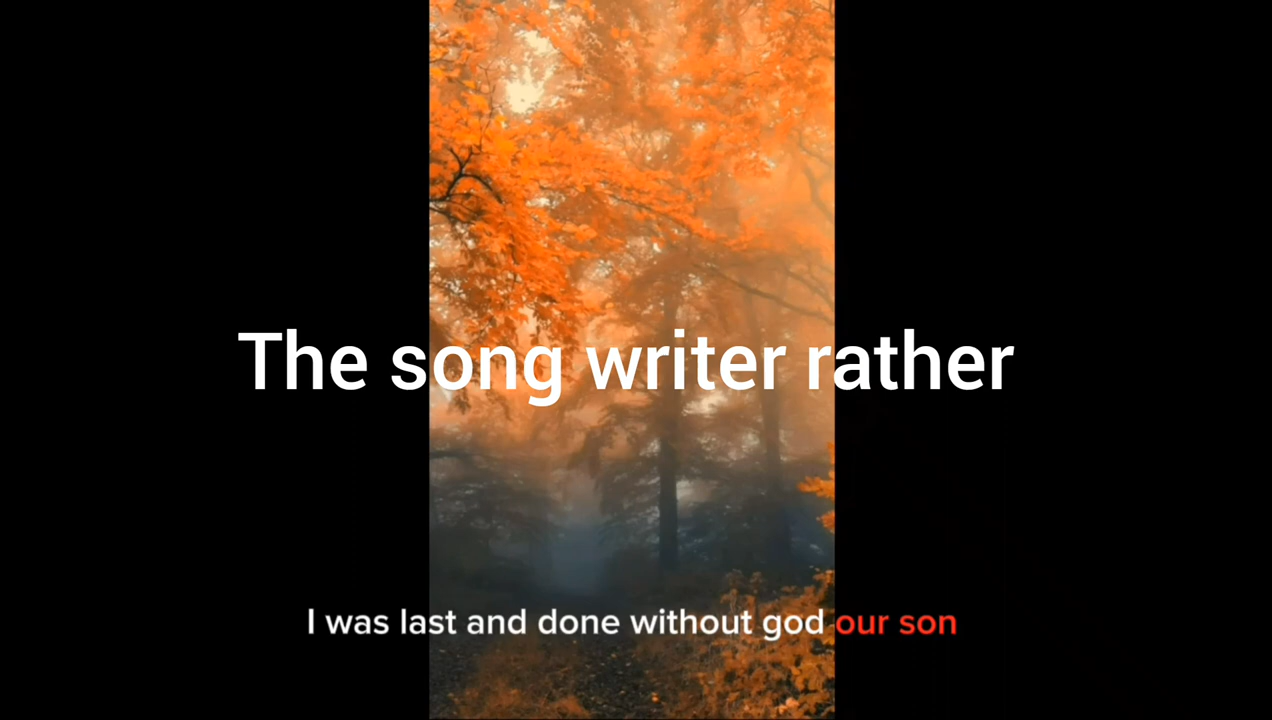 The song writer rather
I was last and done without god our son